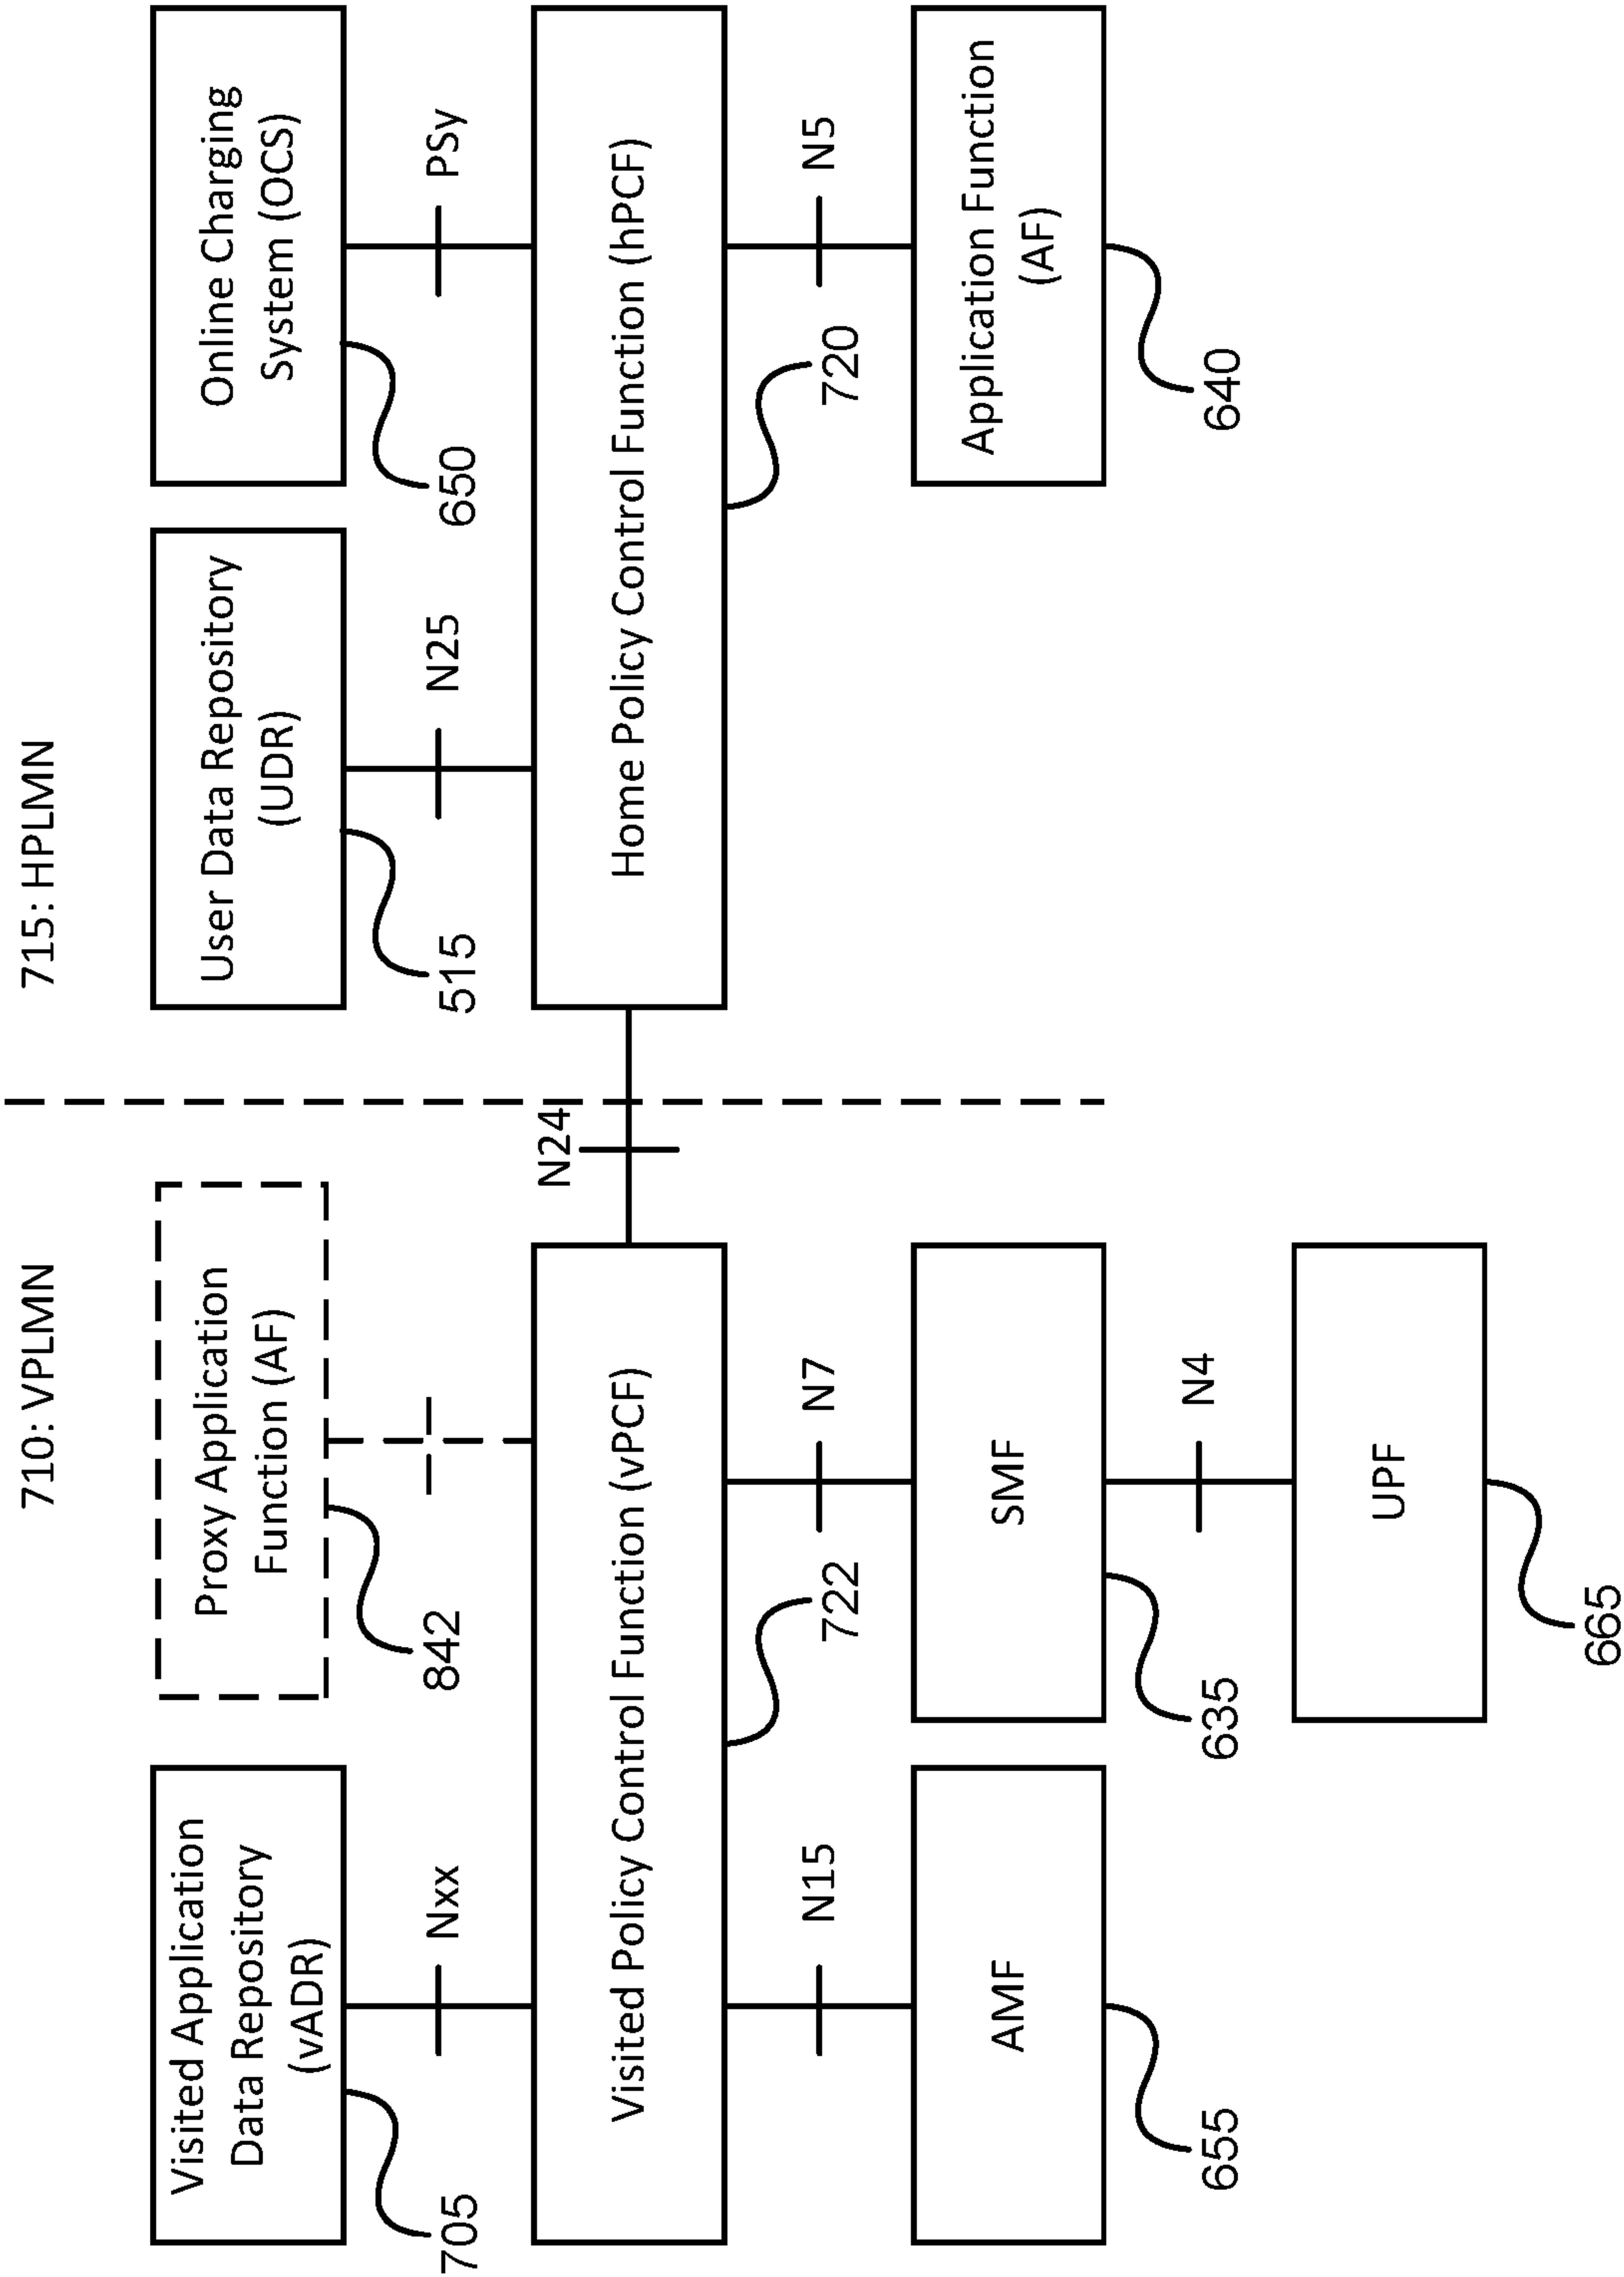 710: VPLMN
715: HPLMN
Visited Application
Data Repository
(vADR)
Proxy Application
Function (AF)
User Data Repository
(UDR)
Online Charging
System (OCS)
705
Nxx
842
515
N25
650
PSy
N24
Visited Policy Control Function (vPCF)
Home Policy Control Function (hPCF)
N15
722
N7
720
N5
AMF
SMF
Application Function
(AF)
655
635
N4
640
UPF
665